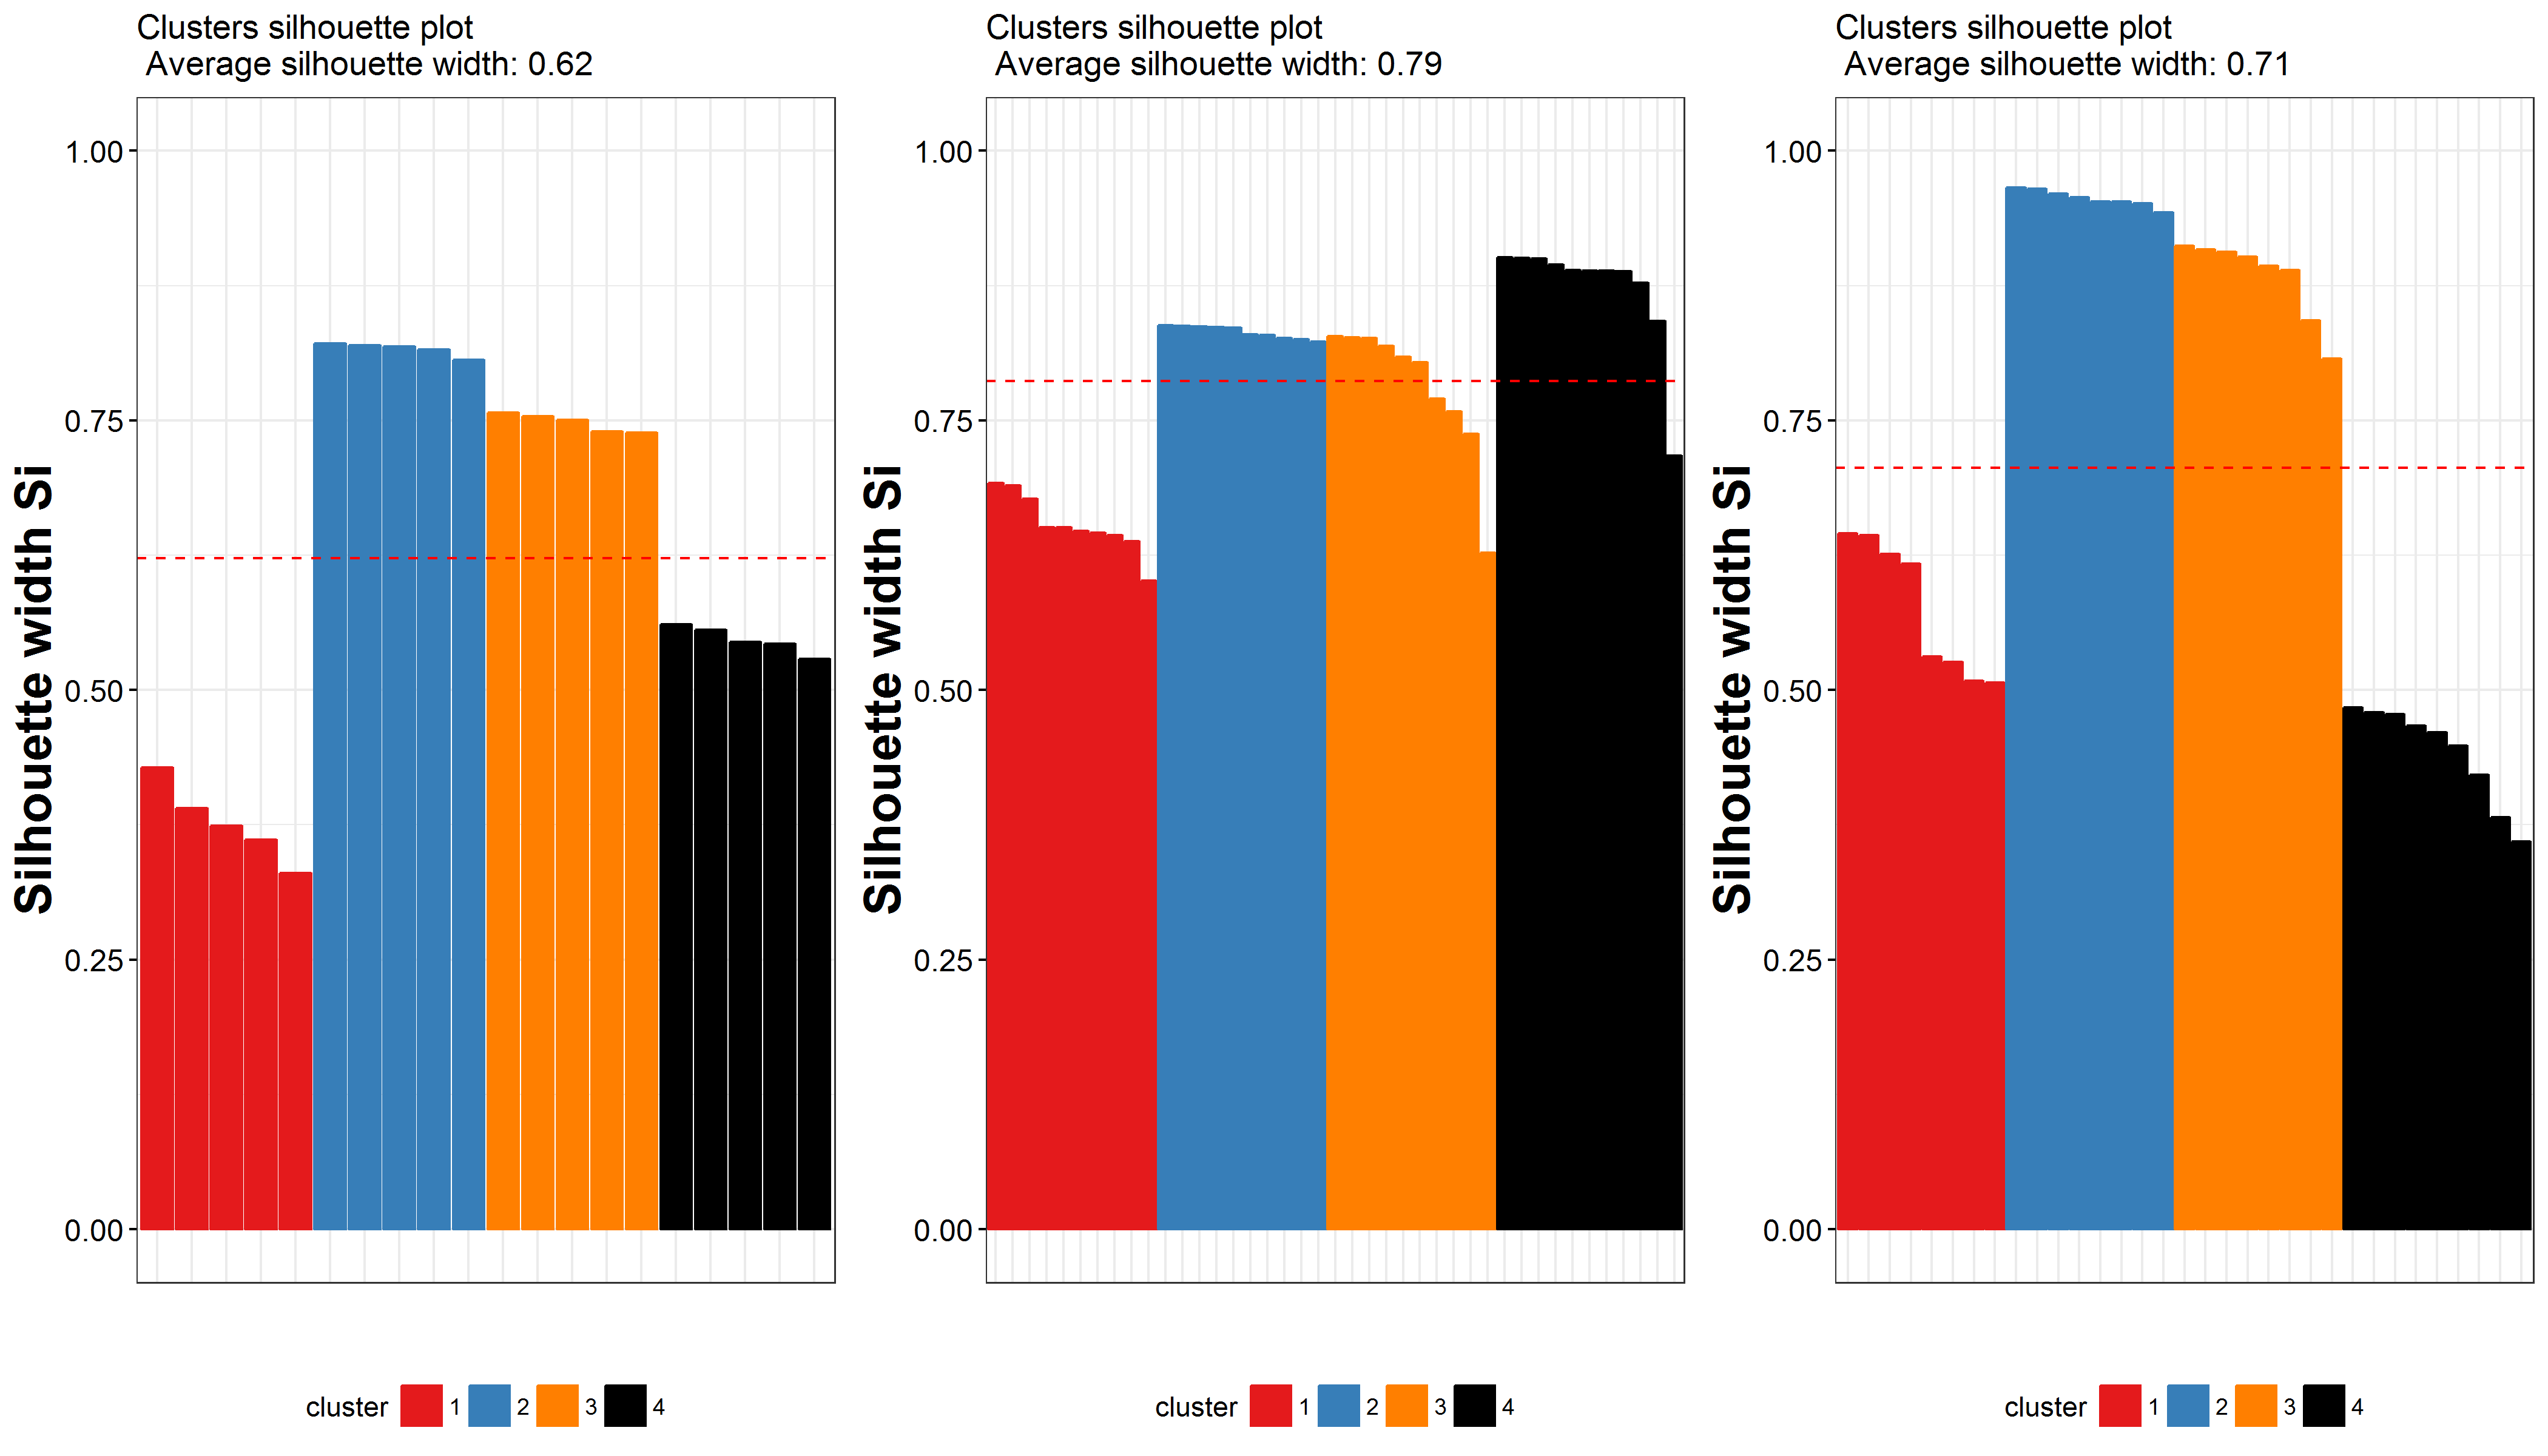 Clusters silhouette plot
Average silhouette width: 0.62
Silhouette width Si
1.00
0.75
0.50
0.25
0.00
cluster 1 2 3 4
Clusters silhouette plot
Average silhouette width: 0.79
Silhouette width Si
1.00
0.75
0.50
0.25
0.00
cluster 1 2 3 4
Clusters silhouette plot
Average silhouette width: 0.71
Silhouette width Si
1.00
0.75
0.50
0.25
0.00
cluster 1 2 3 4